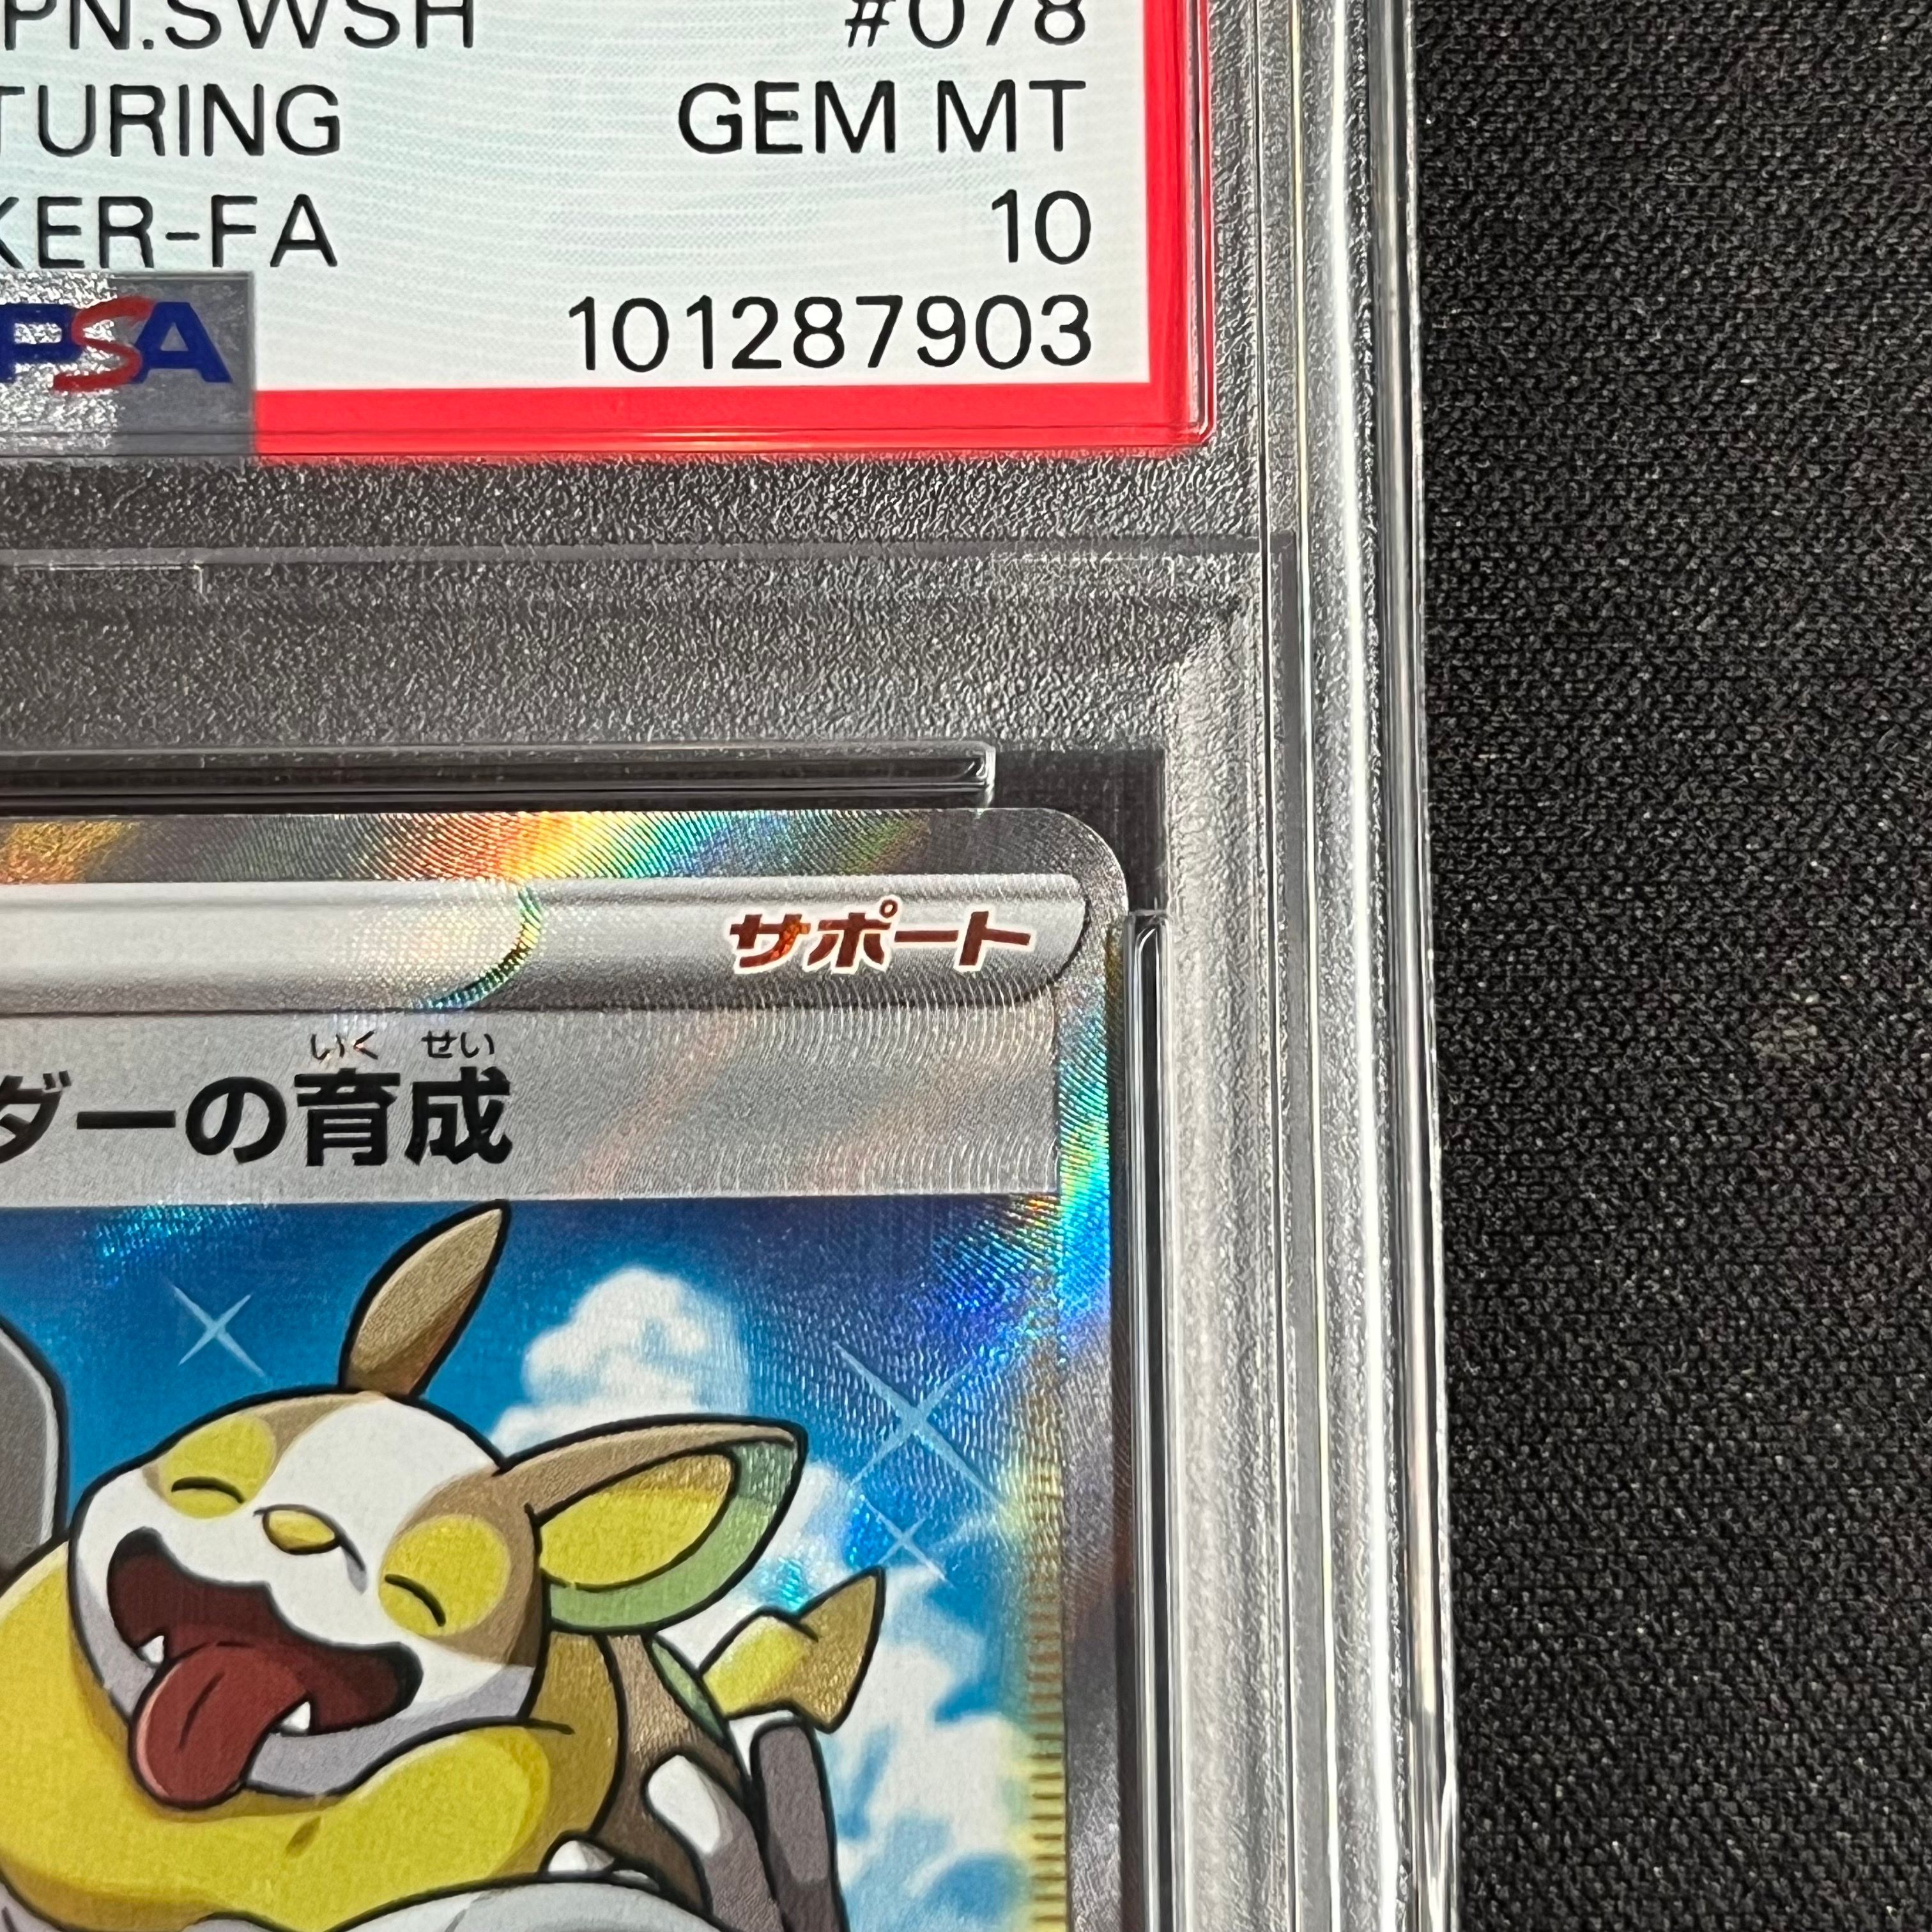 PN.SWSH #078
TURING GEM MT
KER-FA 10
PSA 101287903
サポート
いく せい
ダーの育成